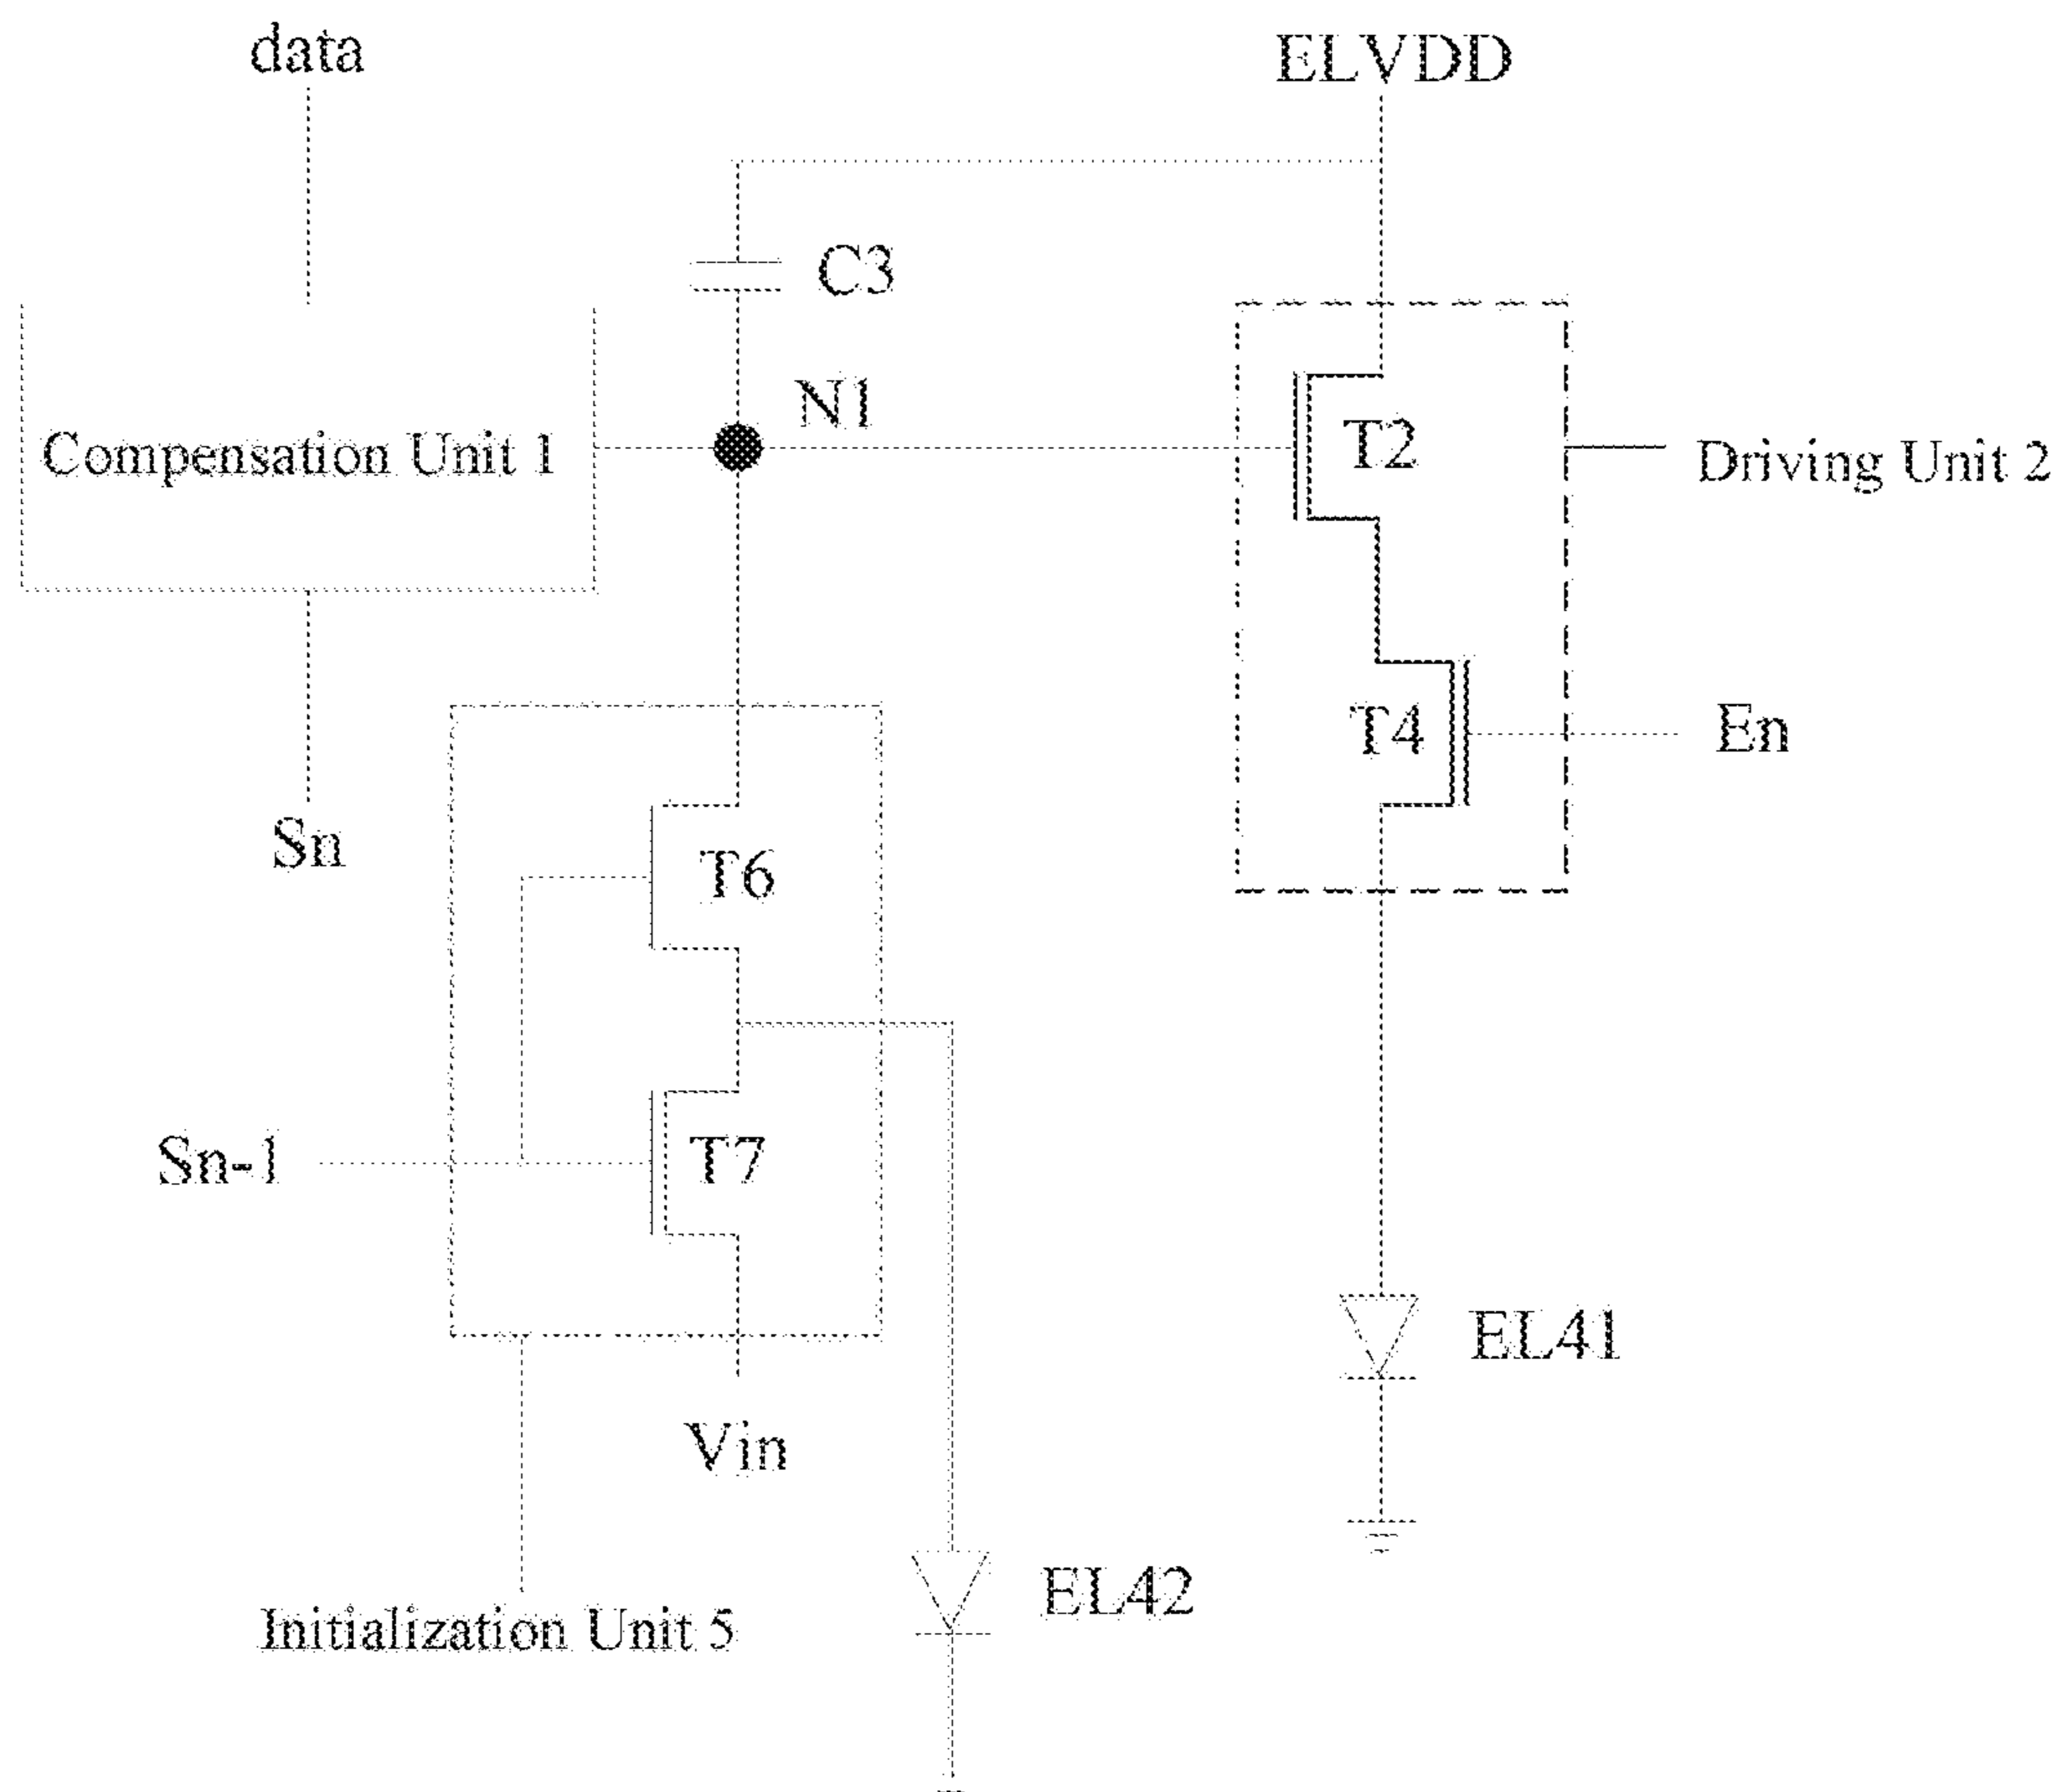 data
ELVDD
C3
N1
Compensation Unit 1
T2
Driving Unit 2
T4
En
Sn
T6
Sn-1
T7
EL41
Vin
EL42
Initialization Unit 5